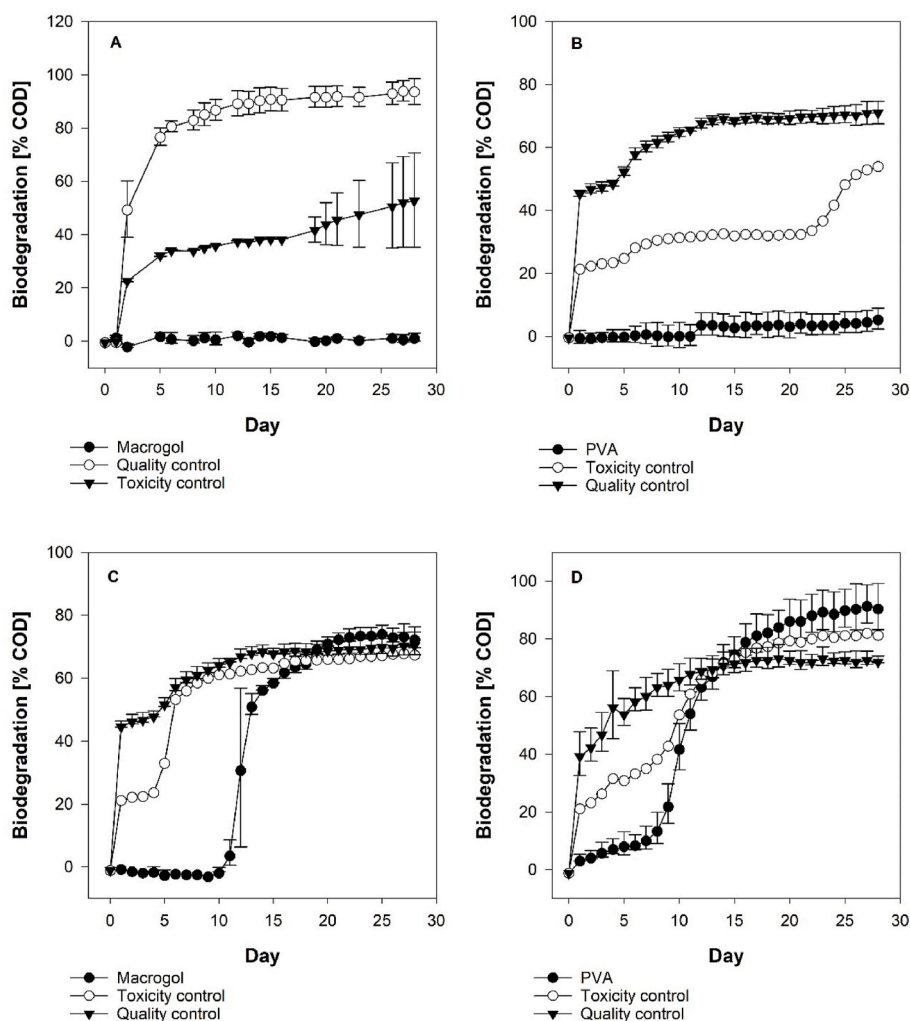 A
Biodegradation [% COD]
120
100
80
60
40
20
0
0 5 10 15 20 25 30
Day
Macrogol
Quality control
Toxicity control
B
Biodegradation [% COD]
100
80
60
40
20
0
0 5 10 15 20 25 30
Day
PVA
Toxicity control
Quality control
C
Biodegradation [% COD]
100
80
60
40
20
0
0 5 10 15 20 25 30
Day
Macrogol
Toxicity control
Quality control
D
Biodegradation [% COD]
100
80
60
40
20
0
0 5 10 15 20 25 30
Day
PVA
Toxicity control
Quality control